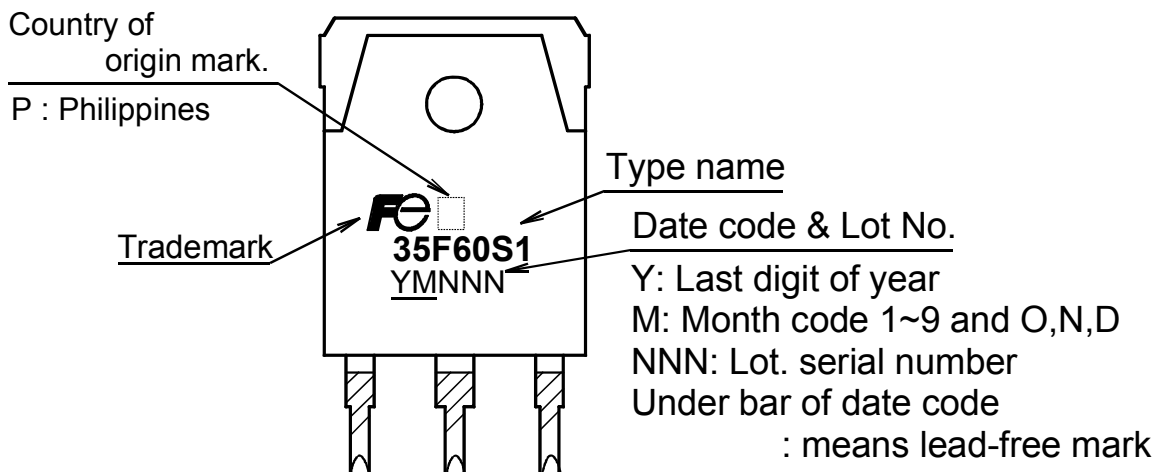 Country of
origin mark.
P : Philippines
Trademark
Fe
35F60S1
YMNNN
Type name
Date code & Lot No.
Y: Last digit of year
M: Month code 1~9 and O,N,D
NNN: Lot. serial number
Under bar of date code
: means lead-free mark